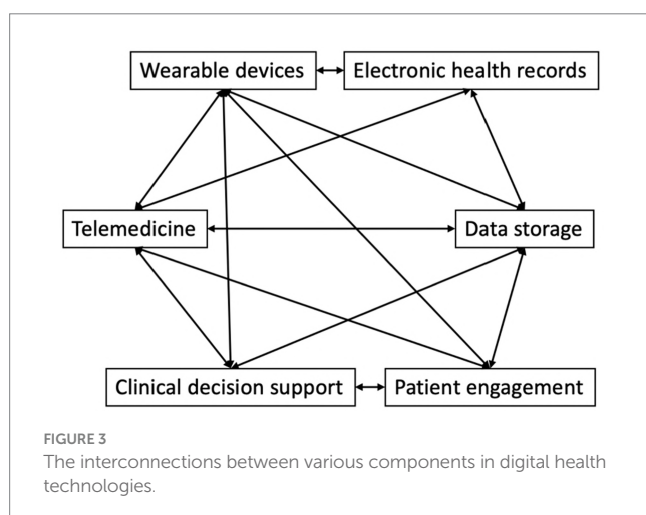 Wearable devices
Electronic health records
Telemedicine
Data storage
Clinical decision support
Patient engagement
FIGURE 3
The interconnections between various components in digital health
technologies.